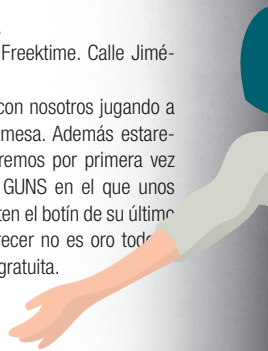 Freektime. Calle Jimé-
con nosotros jugando a
mesa. Además estare-
remos por primera vez
GUNS en el que unos
ten el botín de su último
recer no es oro todo
gratuita.